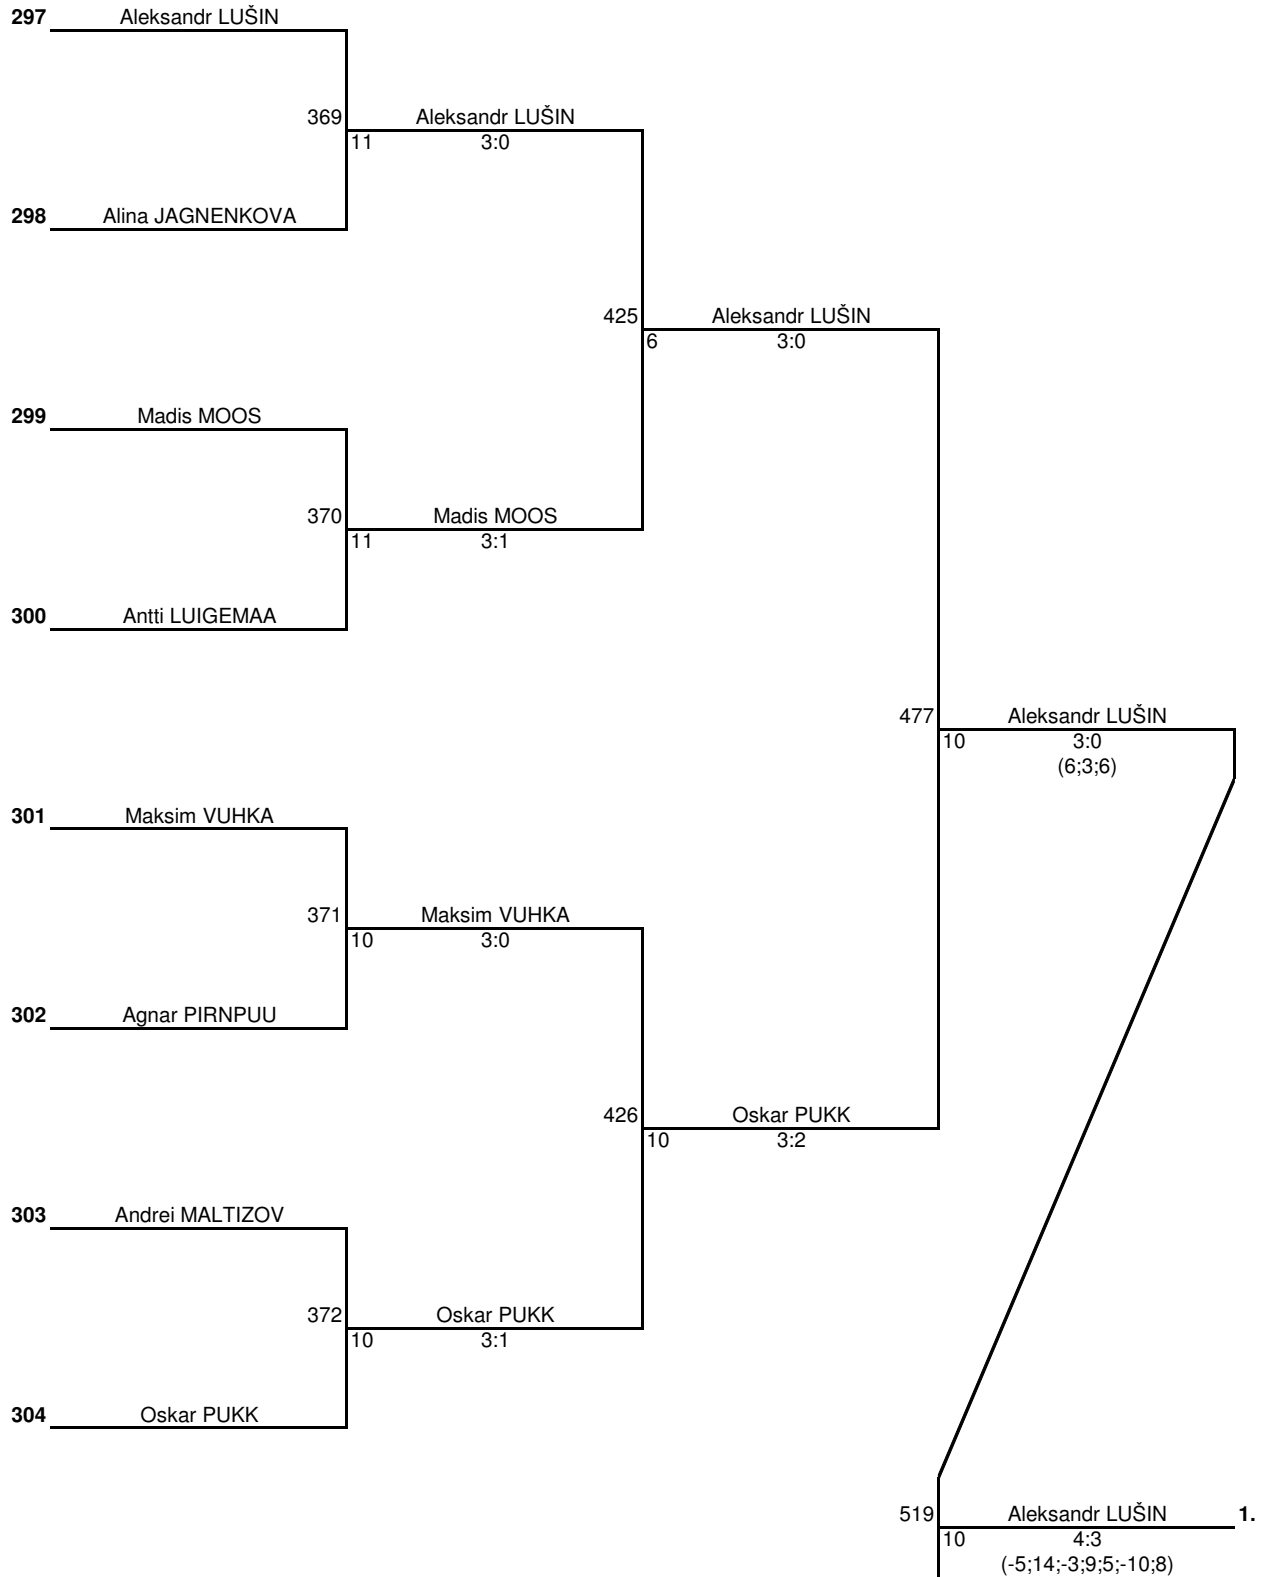 297 Aleksandr LUŠIN
369 Aleksandr LUŠIN
11 3:0
298 Alina JAGNENKOVA
425 Aleksandr LUŠIN
6 3:0
299 Madis MOOS
370 Madis MOOS
11 3:1
300 Antti LUIGEMAA
477 Aleksandr LUŠIN
10 3:0
(6;3;6)
301 Maksim VUHKA
371 Maksim VUHKA
10 3:0
302 Agnar PIRNPUU
426 Oskar PUKK
10 3:2
303 Andrei MALTIZOV
372 Oskar PUKK
10 3:1
304 Oskar PUKK
519 Aleksandr LUŠIN 1.
10 4:3
(-5;14;-3;9;5;-10;8)